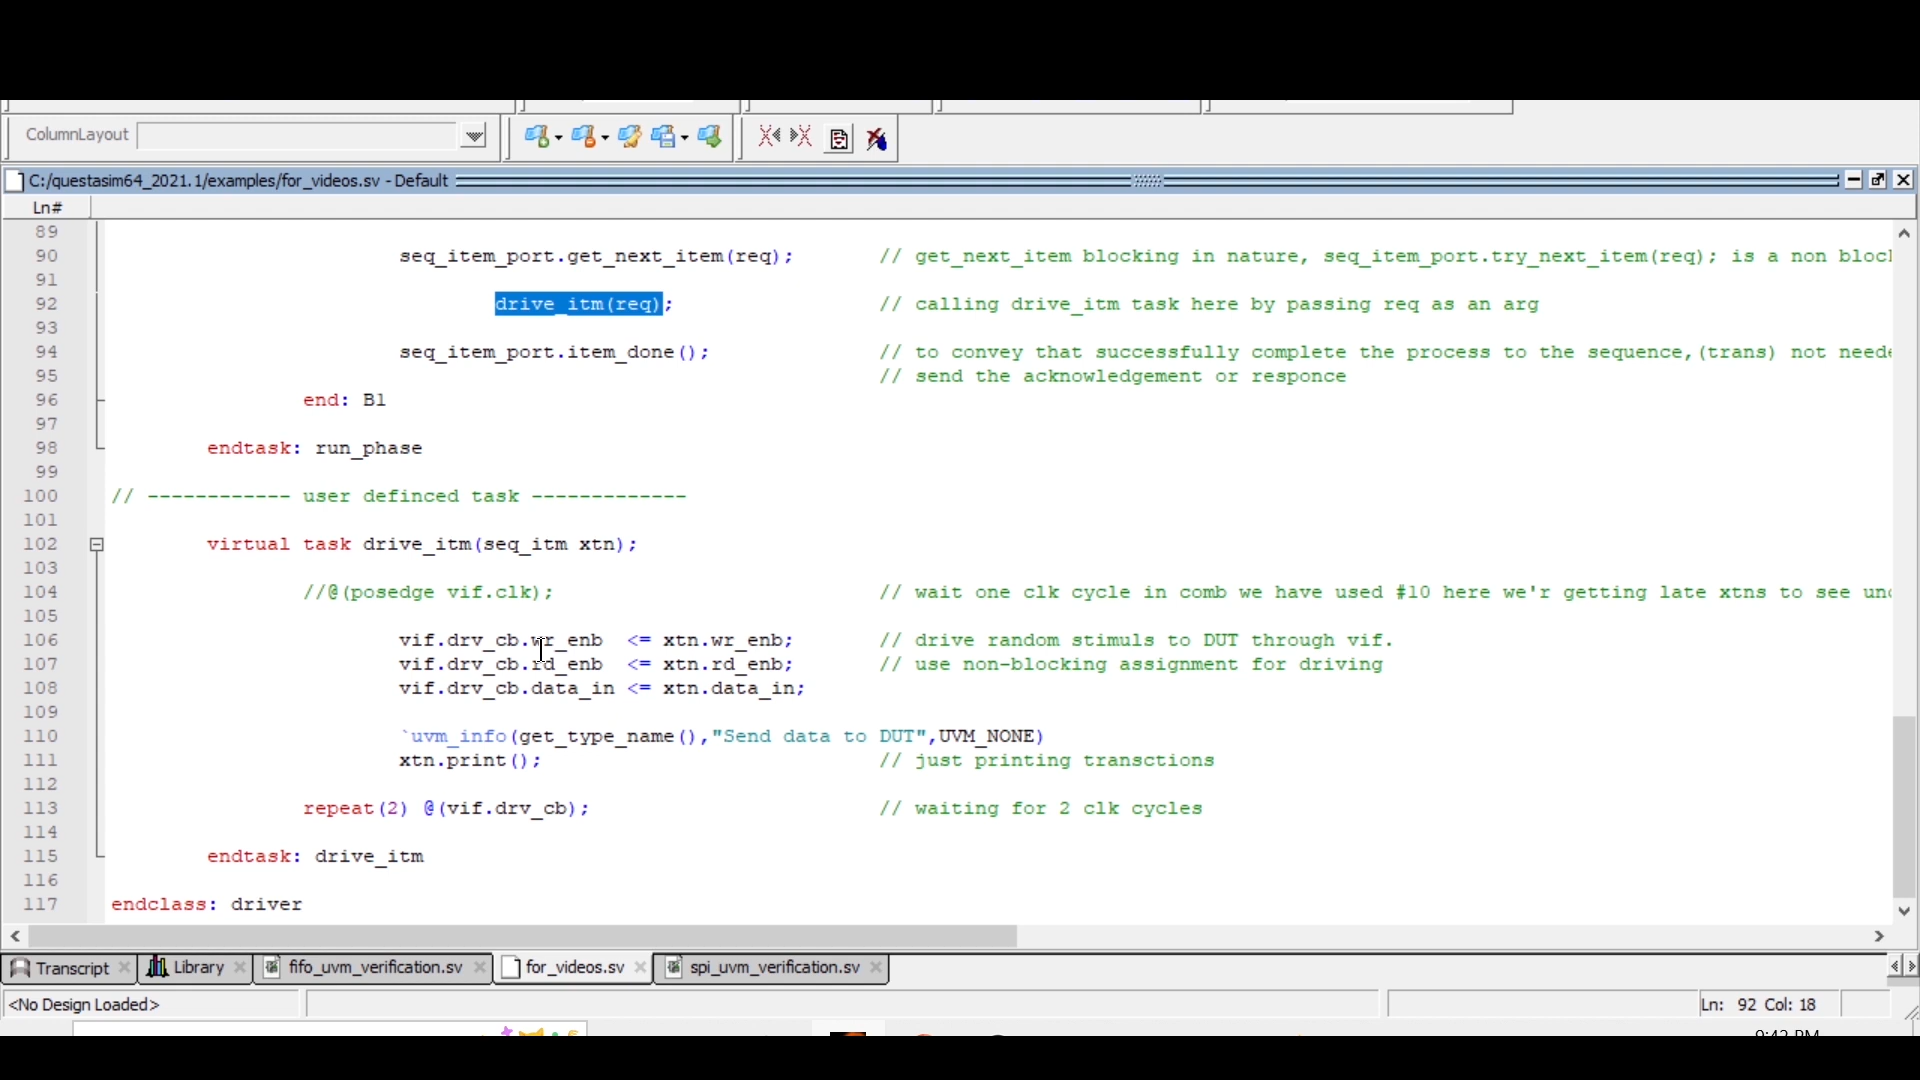 ColumnLayout
C:/questasim64_2021.1/examples/for_videos.sv - Default
Ln#
89
90 seq_item_port.get_next_item(req); // get_next_item blocking in nature, seq_item_port.try_next_item(req); is a non
91
92 drive_itm(req); // calling drive_itm task here by passing req as an arg
93
94 seq_item_port.item_done(); // to convey that successfully complete the process to the sequence,(trans) not
95 // send the acknowledgement or responce
96 end: B1
97
98 endtask: run_phase
99
100 // ------------ user definced task -------------
101
102 virtual task drive_itm(seq_itm xtn);
103
104 //@(posedge vif.clk); // wait one clk cycle in comb we have used #10 here we'r getting late xtns to see
105
106 vif.drv_cb.wr_enb <= xtn.wr_enb; // drive random stimuls to DUT through vif.
107 vif.drv_cb.rd_enb <= xtn.rd_enb; // use non-blocking assignment for driving
108 vif.drv_cb.data_in <= xtn.data_in;
109
110 `uvm_info(get_type_name(),"Send data to DUT",UVM_NONE)
111 xtn.print(); // just printing transctions
112
113 repeat(2) @(vif.drv_cb); // waiting for 2 clk cycles
114
115 endtask: drive_itm
116
117 endclass: driver
Transcript Library fifo_uvm_verification.sv for_videos.sv spi_uvm_verification.sv
<No Design Loaded> Ln: 92 Col: 18